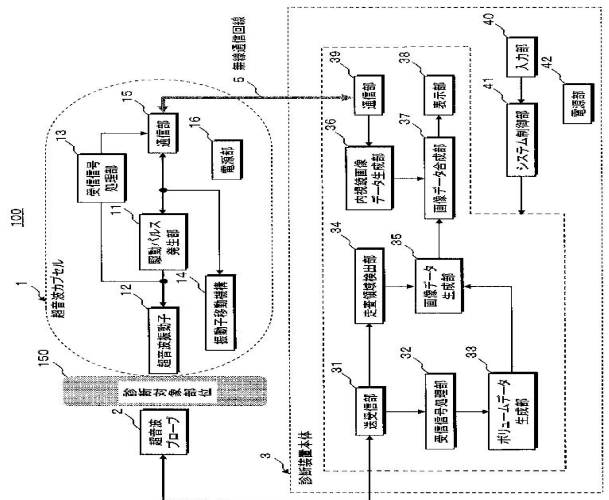 100
1
超音波カプセル
150
診断対象部位
2
超音波
プローブ
12
超音波振動子
11
駆動パルス
発生部
13
受信信号
処理部
14
振動子移動機構
15
通信部
16
電源部
5
無線通信回線
3
診断装置本体
31
送受信部
32
受信信号処理部
33
ボリュームデータ
生成部
34
走査領域検出部
35
画像データ
生成部
36
内視鏡画像
データ生成部
37
画像データ合成部
38
表示部
39
通信部
40
入力部
41
システム制御部
42
電源部